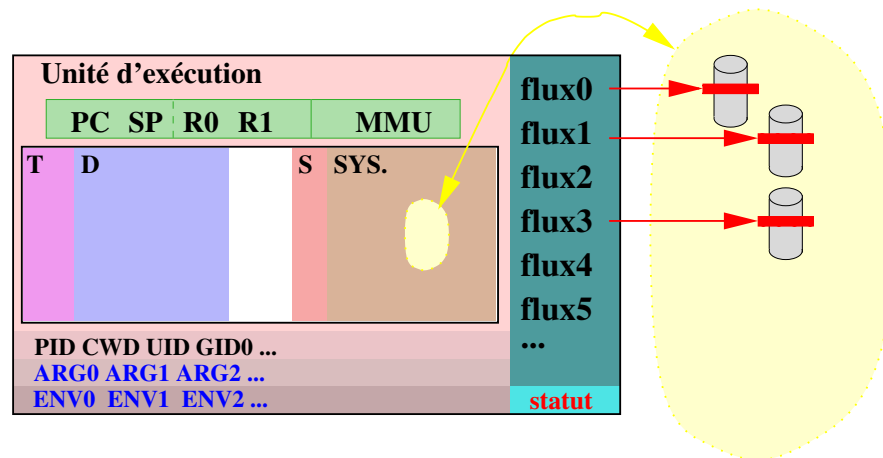 Unité d'exécution
PC SP R0 R1 MMU
T D S SYS.
PID CWD UID GID0 ...
ARG0 ARG1 ARG2 ...
ENV0 ENV1 ENV2 ...
flux0
flux1
flux2
flux3
flux4
flux5
...
statut